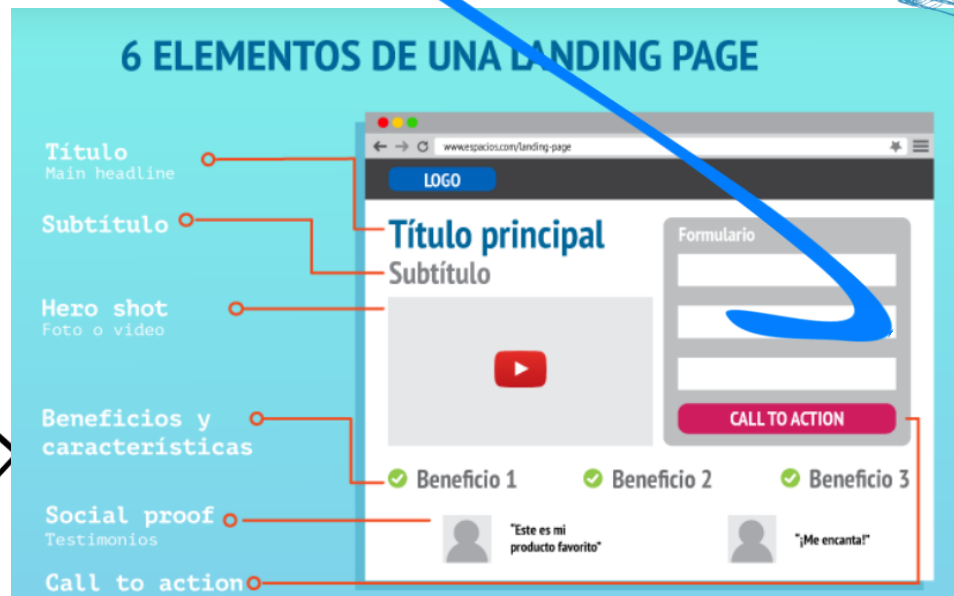 6 ELEMENTOS DE UNA LANDING PAGE
Título
Main headline
Subtítulo
Hero shot
Foto o video
Beneficios y
características
Social proof
Testimonios
Call to action
www.espacios.com/landing-page
LOGO
Título principal
Subtítulo
Formulario
CALL TO ACTION
Beneficio 1
Beneficio 2
Beneficio 3
"Este es mi
producto favorito"
"¡Me encanta!"